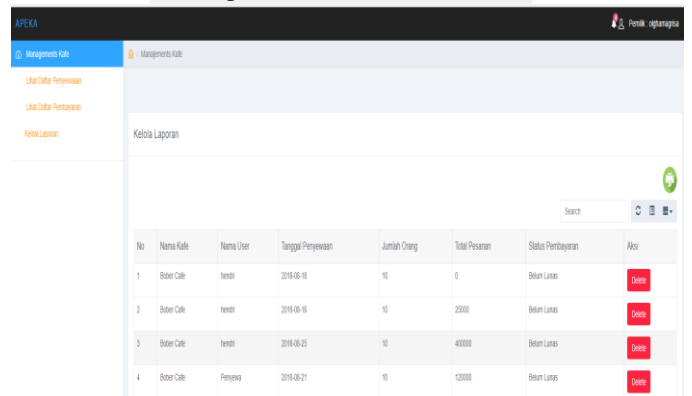 APEKA
Pemilik: olghamagrisa
Managements Kafe
/ Manajements Kafe
Lihat Daftar Penyewaaan
Lihat Daftar Pembayaran
Kelola Laporan
Kelola Laporan
Search
No Nama Kafe Nama User Tanggal Penyewaan Jumlah Orang Total Pesanan Status Pembayaran Aksi
1 Bober Cafe hendri 2018-08-18 10 0 Belum Lunas Delete
2 Bober Cafe hendri 2018-08-16 10 25000 Belum Lunas Delete
3 Bober Cafe hendri 2018-08-25 10 400000 Belum Lunas Delete
4 Bober Cafe Penyewa 2018-08-21 10 120000 Belum Lunas Delete